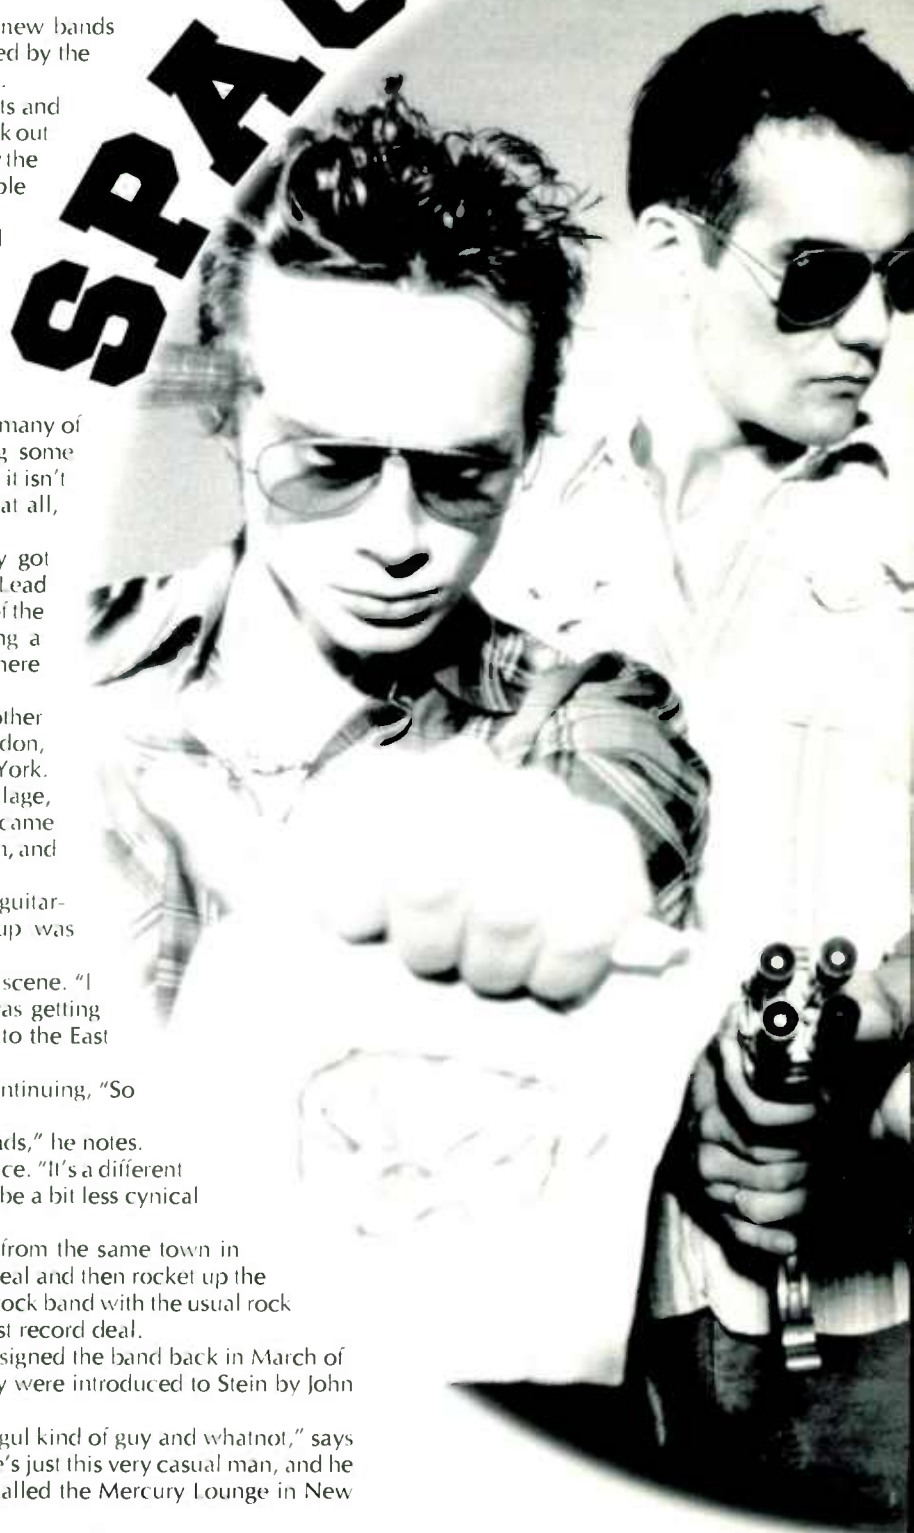 SPAC
new bands
ed by the
.
ts and
k out
the
ple
many of
g some
it isn't
at all,
y got
Lead
of the
ng a
here
other
don,
York.
lage,
came
n, and
guitar-
up was
scene. "I
as getting
to the East
ntinuing, "So
ds," he notes.
ce. "It's a different
be a bit less cynical
from the same town in
eal and then rocket up the
ock band with the usual rock
st record deal.
signed the band back in March of
y were introduced to Stein by John
gul kind of guy and whatnot," says
e's just this very casual man, and he
alled the Mercury Lounge in New